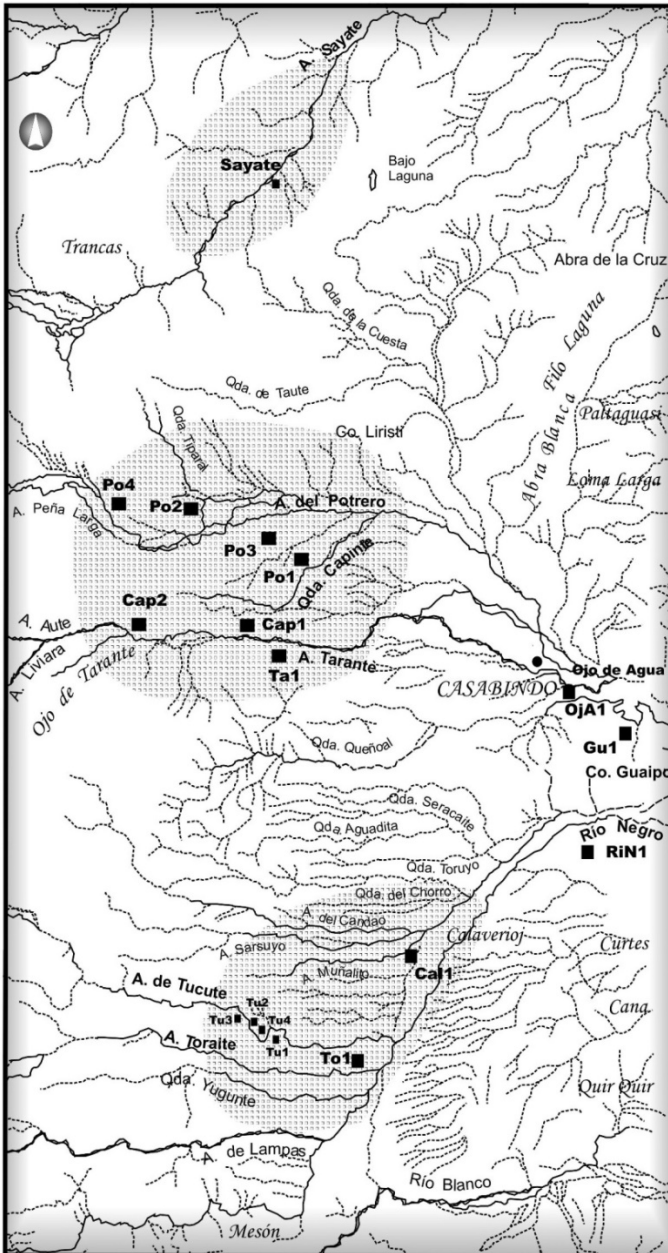 A. Sayate
Sayate
Bajo
Laguna
Trancas
Abra de la Cruz
Qda. de la Cuesta
Filo Laguna
Abra Blanca
Qda. de Taute
Paltaguasi
Co. Liristi
Qda. Tiparal
Loma Larga
Po4
Po2
A. del Potrero
A. Peña Larga
Po3
Po1
Qda. Capinte
Cap2
Cap1
A. Aute
A. Tarante
Ta1
A. Liviara
Ojo de Tarante
Ojo de Agua
CASABINDO
OjA1
Gu1
Qda. Queñoal
Co. Guaipo
Qda. Seracaite
Qda. Aguadita
Río Negro
RiN1
Qda. Toruyo
Qda. del Chorro
A. del Candao
Calaverioj
A. Sarsuyo
Curtes
Cal1
A. Muñalito
A. de Tucute
Tu2
Tu3
Tu4
Canq.
Tu1
A. Toraite
To1
Qda. Yugunte
Quir Quir
A. de Lampas
Río Blanco
Mesón